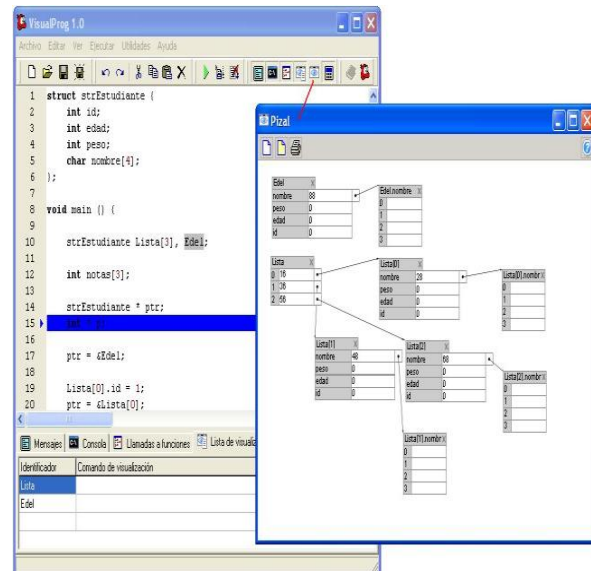 VisualProg 1.0
Archivo Editar Ver Ejecutar Utilidades Ayuda
1 struct strEstudiante {
2 int id;
3 int edad;
4 int peso;
5 char nombre[4];
6 };
7
8 void main () {
9
10 strEstudiante Lista[3], Edel;
11
12 int notas[3];
13
14 strEstudiante * ptr;
15
16
17 ptr = &Edel;
18
19 Lista[0].id = 1;
20 ptr = &Lista[0];
Mensajes Consola Llamadas a funciones Lista de visualiz
Identificador Comando de visualización
Lista
Edel
Pizal
Edel X
nombre 88
peso 0
edad 0
id 0
Edel.nombre X
0
1
2
3
Lista X
0 16
1 36
2 56
Lista[0] X
nombre 28
peso 0
edad 0
id 0
Lista[0].nombr X
0
1
2
3
Lista[1] X
nombre 48
peso 0
edad 0
id 0
Lista[2] X
nombre 68
peso 0
edad 0
id 0
Lista[2].nombr X
0
1
2
3
Lista[1].nombr X
0
1
2
3